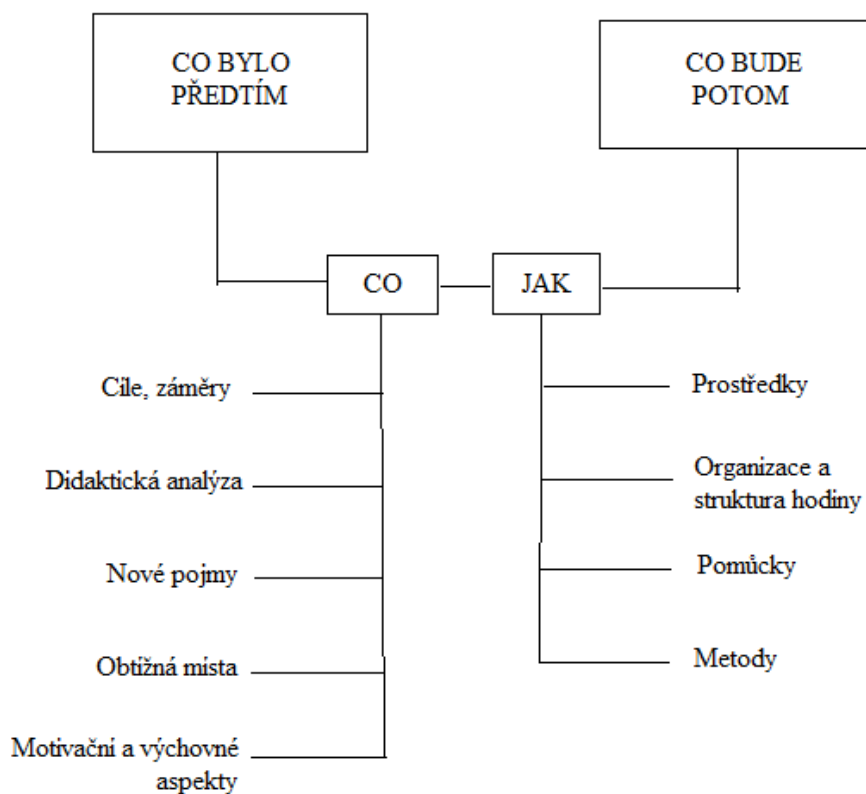 CO BYLO
PŘEDTÍM
CO BUDE
POTOM
CO
JAK
Cíle, záměry
Didaktická analýza
Nové pojmy
Obtížná místa
Motivační a výchovné
aspekty
Prostředky
Organizace a
struktura hodiny
Pomůcky
Metody